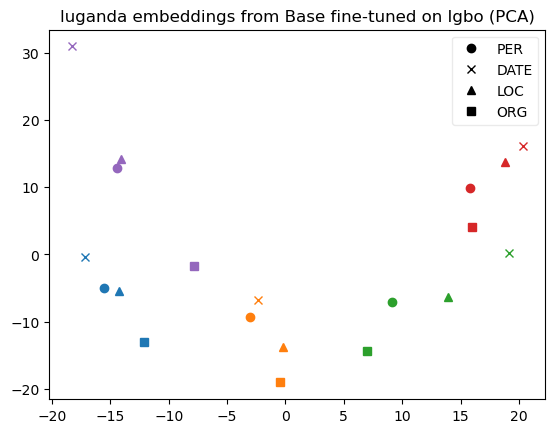 luganda embeddings from Base fine-tuned on Igbo (PCA)
PER
DATE
LOC
ORG
30
20
10
0
−10
−20
−20 −15 −10 −5 0 5 10 15 20